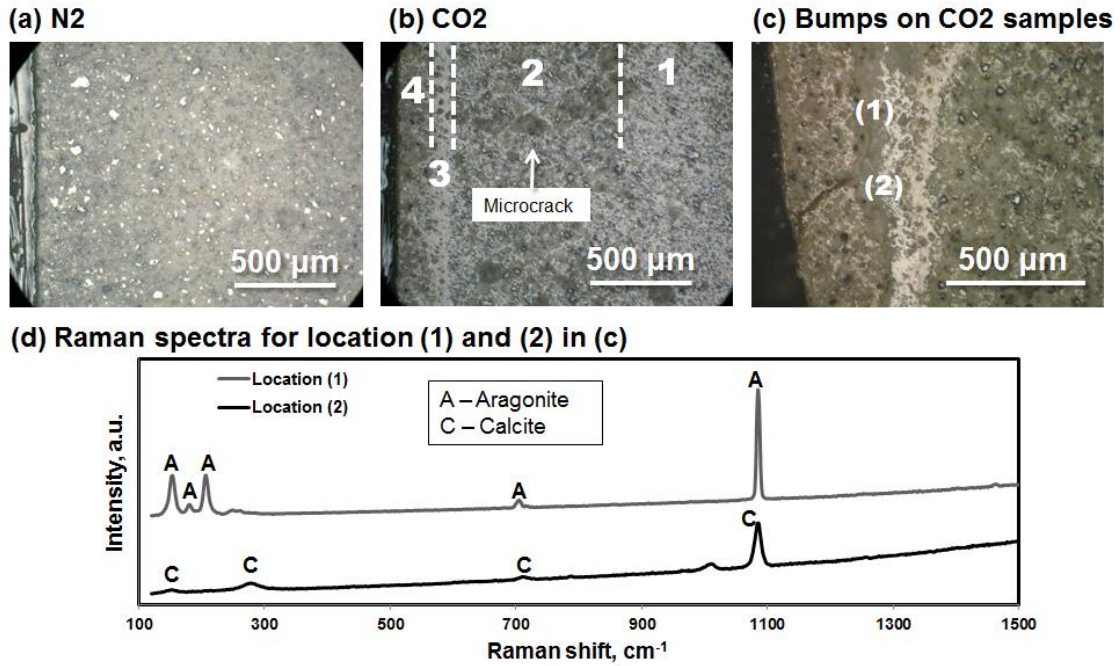 (a) N2
(b) CO2
(c) Bumps on CO2 samples
500 µm
4
3
2
1
Microcrack
500 µm
(1)
(2)
500 µm
(d) Raman spectra for location (1) and (2) in (c)
Location (1)
Location (2)
A – Aragonite
C – Calcite
A
A
A
A
A
C
C
C
C
Intensity, a.u.
100 300 500 700 900 1100 1300 1500
Raman shift, cm-1